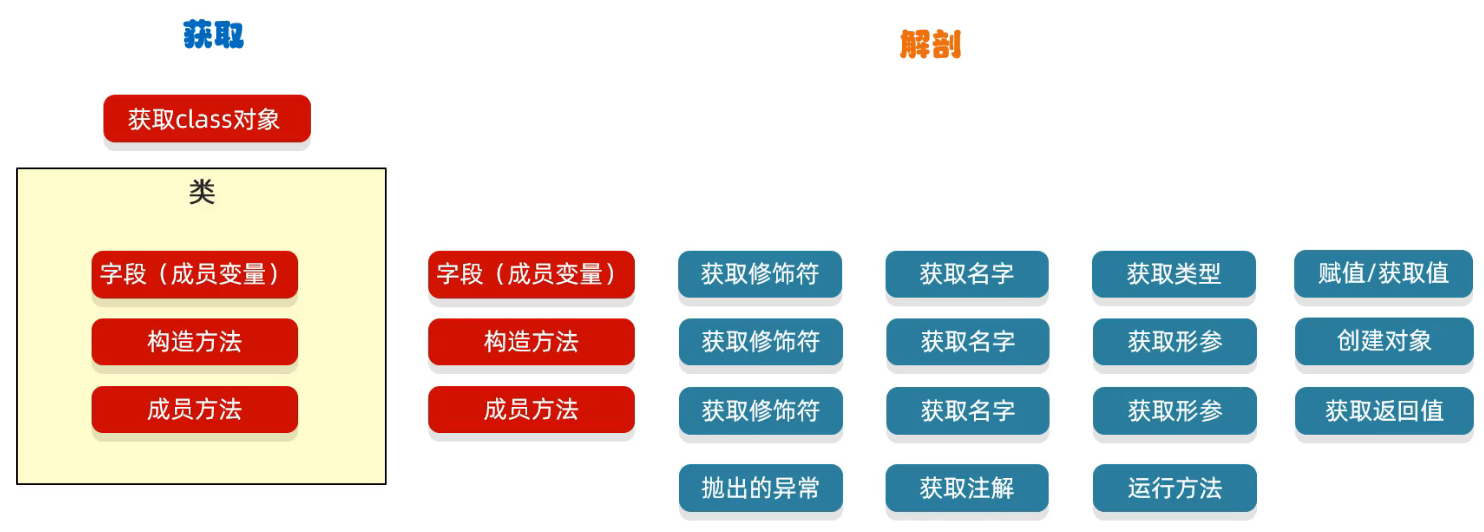 获取
解剖
获取class对象
类
字段（成员变量）
字段（成员变量）
获取修饰符
获取名字
获取类型
赋值/获取值
构造方法
构造方法
获取修饰符
获取名字
获取形参
创建对象
成员方法
成员方法
获取修饰符
获取名字
获取形参
获取返回值
抛出的异常
获取注解
运行方法